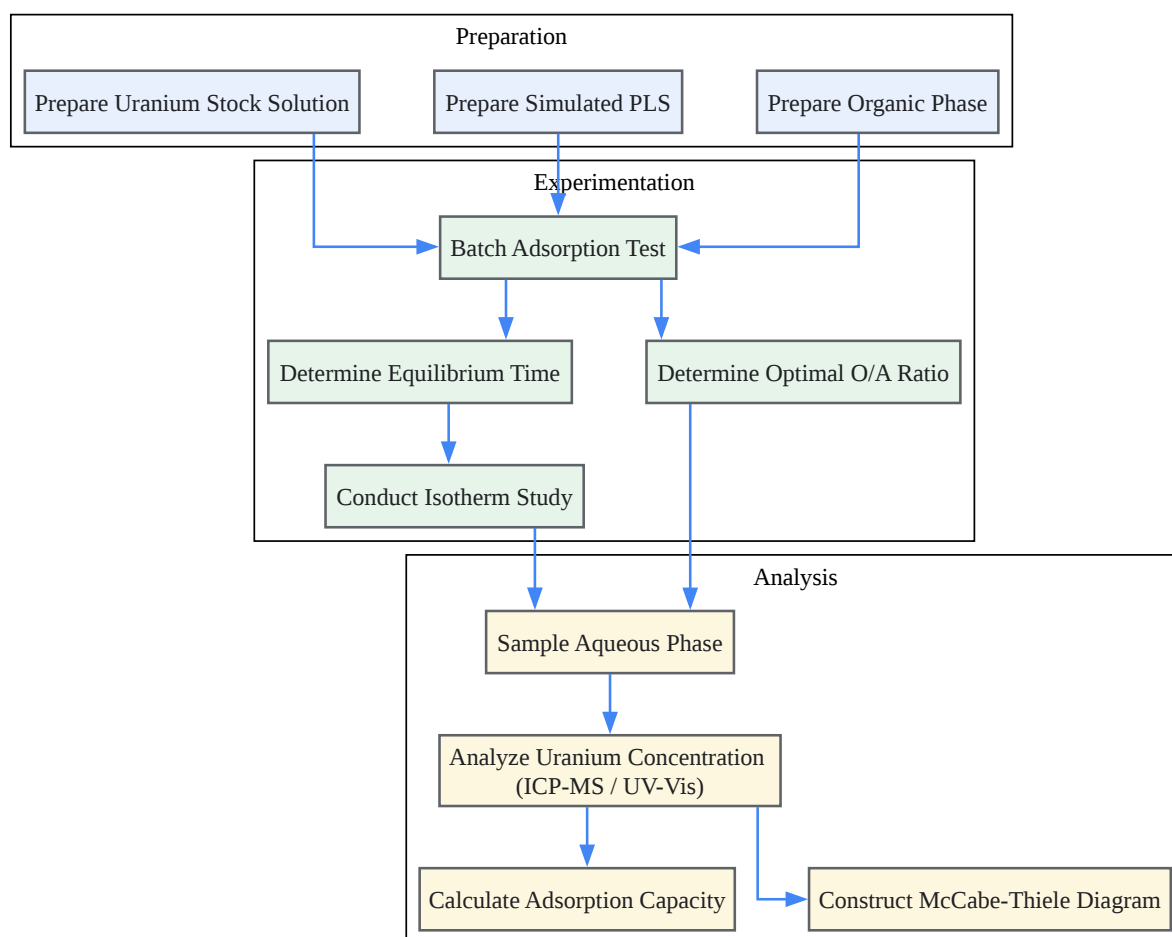 Preparation
Prepare Uranium Stock Solution
Prepare Simulated PLS
Prepare Organic Phase
Experimentation
Batch Adsorption Test
Determine Equilibrium Time
Determine Optimal O/A Ratio
Conduct Isotherm Study
Analysis
Sample Aqueous Phase
Analyze Uranium Concentration
(ICP-MS / UV-Vis)
Calculate Adsorption Capacity
Construct McCabe-Thiele Diagram